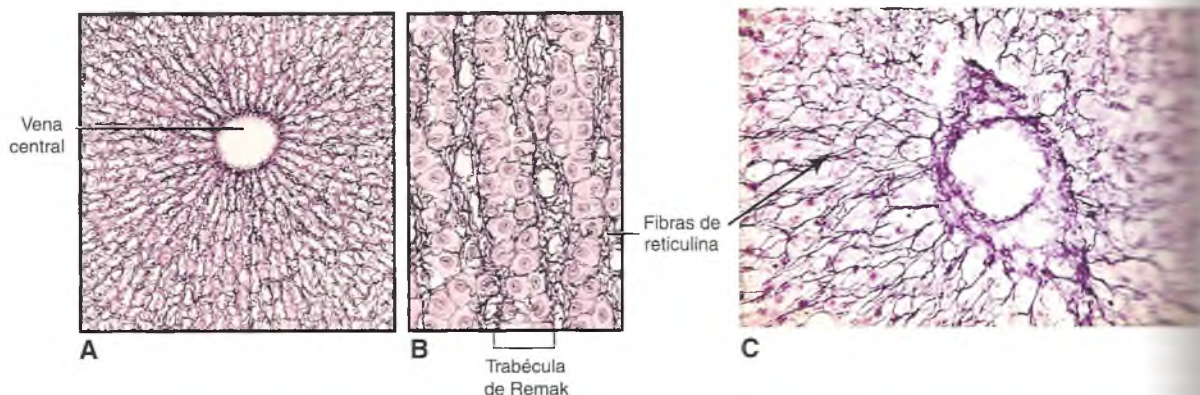 Vena
central
A
B
Trabécula
de Remak
Fibras de
reticulina
C